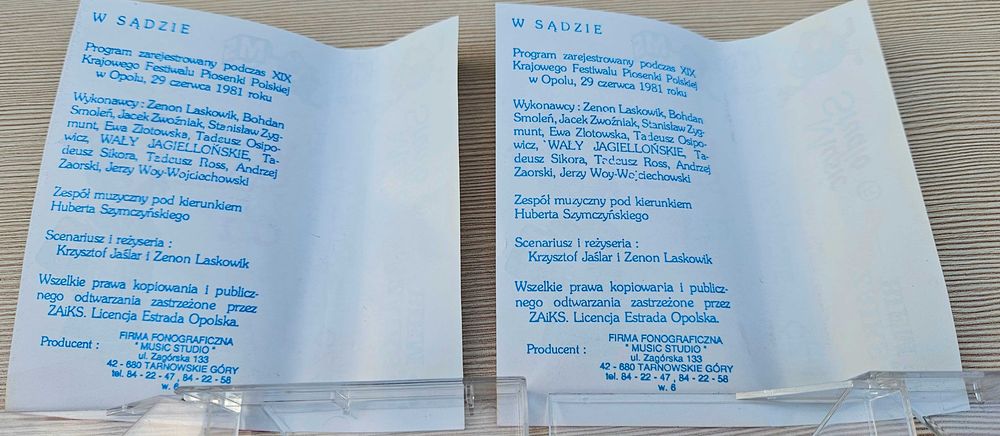 W SĄDZIE
Program zarejestrowany podczas XIX
Krajowego Festiwalu Piosenki Polskiej
w Opolu, 29 czerwca 1981 roku
Wykonawcy : Zenon Laskowik, Bohdan
Smoleń, Jacek Zwoźniak, Stanisław Zyg-
munt, Ewa Złotowska, Tadeusz Osipo-
wicz, WAŁY JAGIELLOŃSKIE, Ta-
deusz Sikora, Tadeusz Ross, Andrzej
Zaorski, Jerzy Woy-Wojciechowski
Zespół muzyczny pod kierunkiem
Huberta Szymczyńskiego
Scenariusz i reżyseria :
Krzysztof Jaślar i Zenon Laskowik
Wszelkie prawa kopiowania i publicz-
nego odtwarzania zastrzeżone przez
ZAiKS. Licencja Estrada Opolska.
Producent :
FIRMA FONOGRAFICZNA
" MUSIC STUDIO "
ul. Zagórska 133
42 - 680 TARNOWSKIE GÓRY
tel. 84 - 22 - 47 , 84 - 22 - 58
w. 6
W SĄDZIE
Program zarejestrowany podczas XIX
Krajowego Festiwalu Piosenki Polskiej
w Opolu, 29 czerwca 1981 roku
Wykonawcy : Zenon Laskowik, Bohdan
Smoleń, Jacek Zwoźniak, Stanisław Zyg-
munt, Ewa Złotowska, Tadeusz Osipo-
wicz, WAŁY JAGIELLOŃSKIE, Ta-
deusz Sikora, Tadeusz Ross, Andrzej
Zaorski, Jerzy Woy-Wojciechowski
Zespół muzyczny pod kierunkiem
Huberta Szymczyńskiego
Scenariusz i reżyseria :
Krzysztof Jaślar i Zenon Laskowik
Wszelkie prawa kopiowania i publicz-
nego odtwarzania zastrzeżone przez
ZAiKS. Licencja Estrada Opolska.
Producent :
FIRMA FONOGRAFICZNA
" MUSIC STUDIO "
ul. Zagórska 133
42 - 680 TARNOWSKIE GÓRY
tel. 84 - 22 - 47 , 84 - 22 - 58
w. 6